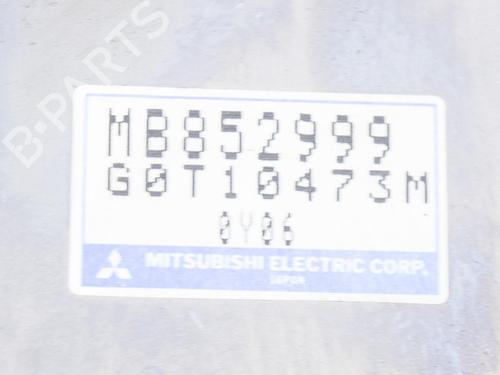 B-PARTS
MB852999
G0T10473M
0Y06
MITSUBISHI ELECTRIC CORP.
JAPAN